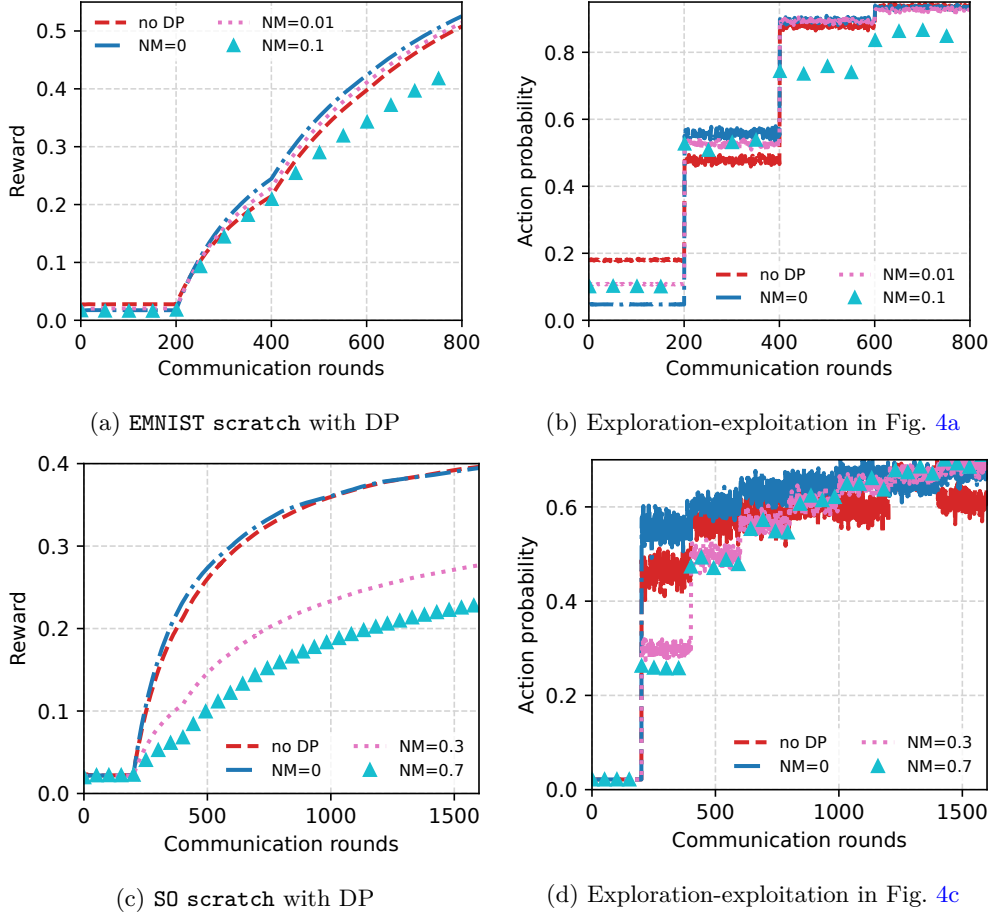 0.5
0.4
0.3
0.2
0.1
0.0
Reward
no DP
NM=0
NM=0.01
NM=0.1
0 200 400 600 800
Communication rounds
(a) EMNIST scratch with DP
0.8
0.6
0.4
0.2
0.0
Action probability
no DP
NM=0
NM=0.01
NM=0.1
0 200 400 600 800
Communication rounds
(b) Exploration-exploitation in Fig. 4a
0.4
0.3
0.2
0.1
0.0
Reward
no DP
NM=0
NM=0.3
NM=0.7
0 500 1000 1500
Communication rounds
(c) SO scratch with DP
0.6
0.4
0.2
0.0
Action probability
no DP
NM=0
NM=0.3
NM=0.7
0 500 1000 1500
Communication rounds
(d) Exploration-exploitation in Fig. 4c